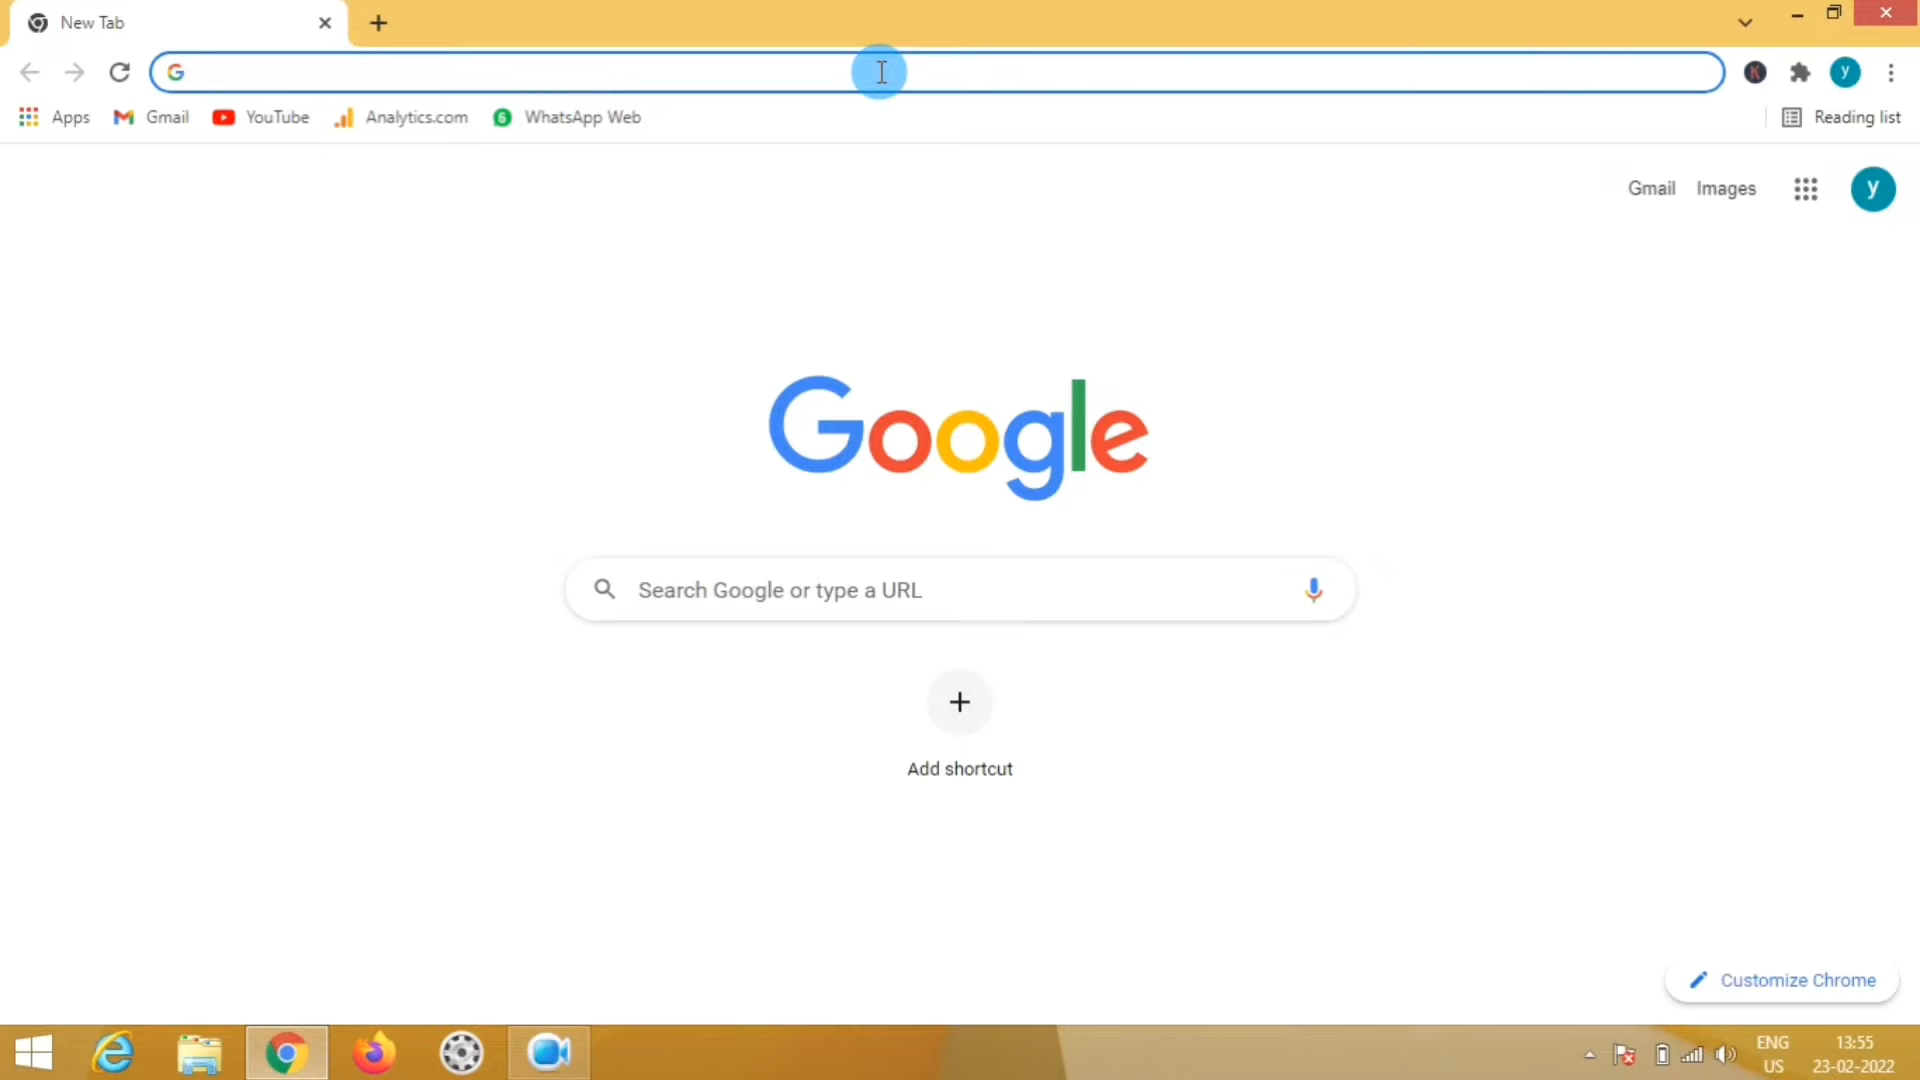 New Tab
Apps Gmail YouTube Analytics.com 6 WhatsApp Web Reading list
K y
Gmail Images y
Google
Search Google or type a URL
Add shortcut
Customize Chrome
ENG 13:55
US 23-02-2022